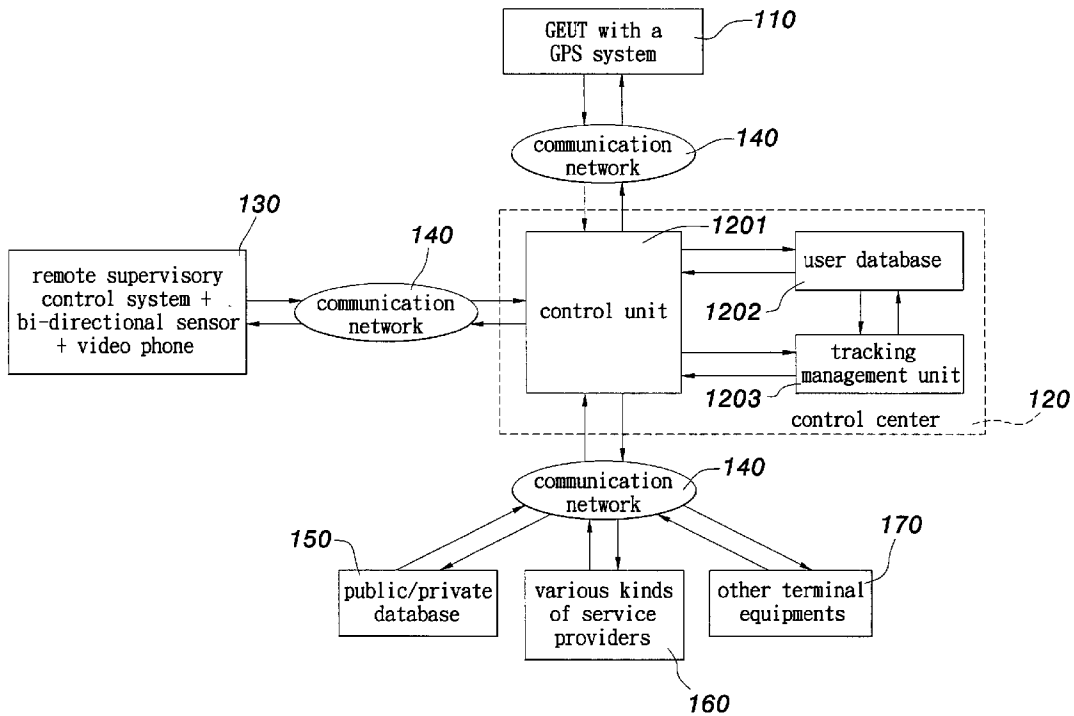 GEUT with a
GPS system
110
communication
network
140
130
remote supervisory
control system +
bi-directional sensor
+ video phone
140
communication
network
1201
control unit
user database
1202
tracking
management unit
1203
control center
120
communication
network
140
150
public/private
database
various kinds
of service
providers
160
170
other terminal
equipments